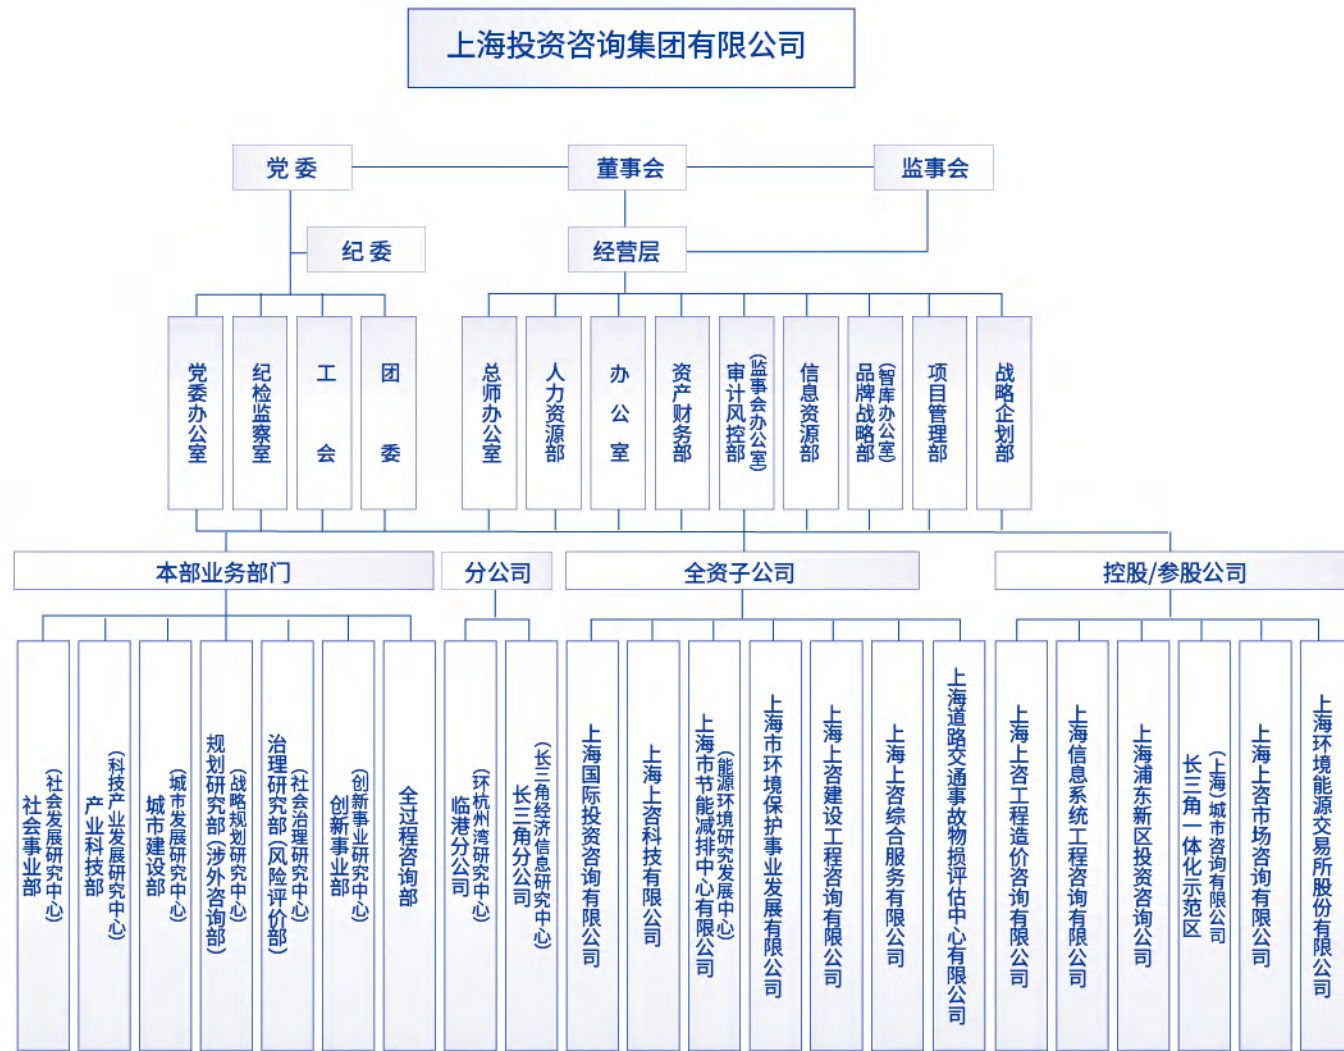 上海投资咨询集团有限公司
党 委
董事会
监事会
纪 委
经营层
党委办公室
纪检监察室
工会
团委
总师办公室
人力资源部
办公室
资产财务部
审计风控部
(监事会办公室)
信息资源部
品牌战略部
(智库办公室)
项目管理部
战略企划部
本部业务部门
分公司
全资子公司
控股/参股公司
社会事业部
(社会发展研究中心)
产业科技部
(科技产业发展研究中心)
城市建设部
(城市发展研究中心)
规划研究部(涉外咨询部)
(战略规划研究中心)
治理研究部(风险评价部)
(社会治理研究中心)
创新事业部
(创新事业研究中心)
全过程咨询部
临港分公司
(环杭州湾研究中心)
长三角分公司
(长三角经济信息研究中心)
上海国际投资咨询有限公司
上海上咨科技有限公司
上海市节能减排中心有限公司
(能源环境研究发展中心)
上海市环境保护事业发展有限公司
上海上咨建设工程咨询有限公司
上海上咨综合服务有限公司
上海道路交通事故物损评估中心有限公司
上海上咨工程造价咨询有限公司
上海信息系统工程咨询有限公司
上海浦东新区投资咨询公司
长三角一体化示范区
(上海)城市咨询有限公司
上海上咨市场咨询有限公司
上海环境能源交易所股份有限公司